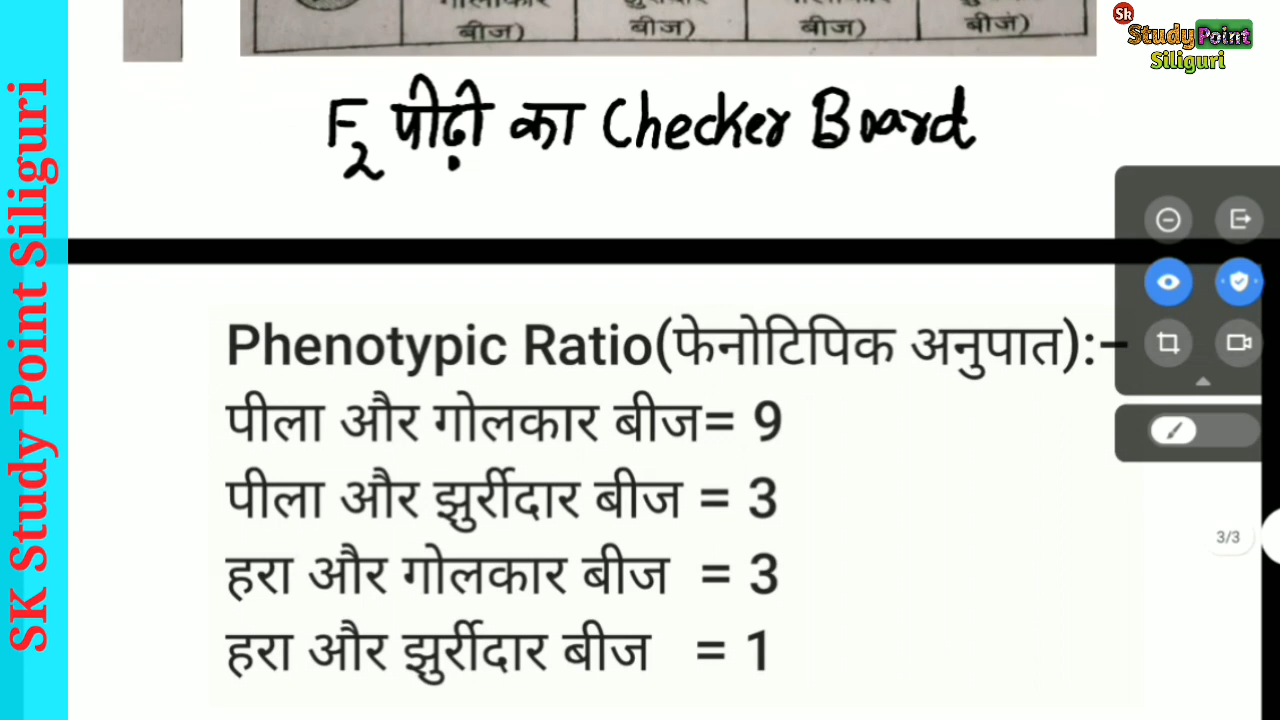 बीज) बीज) बीज) बीज)
Sk
Study Point
Siliguri
SK Study Point Siliguri
F2 पीढ़ी का Checker Board
Phenotypic Ratio(फेनोटिपिक अनुपात):–
पीला और गोलकार बीज= 9
पीला और झुर्रीदार बीज = 3
हरा और गोलकार बीज = 3
हरा और झुर्रीदार बीज = 1
3/3